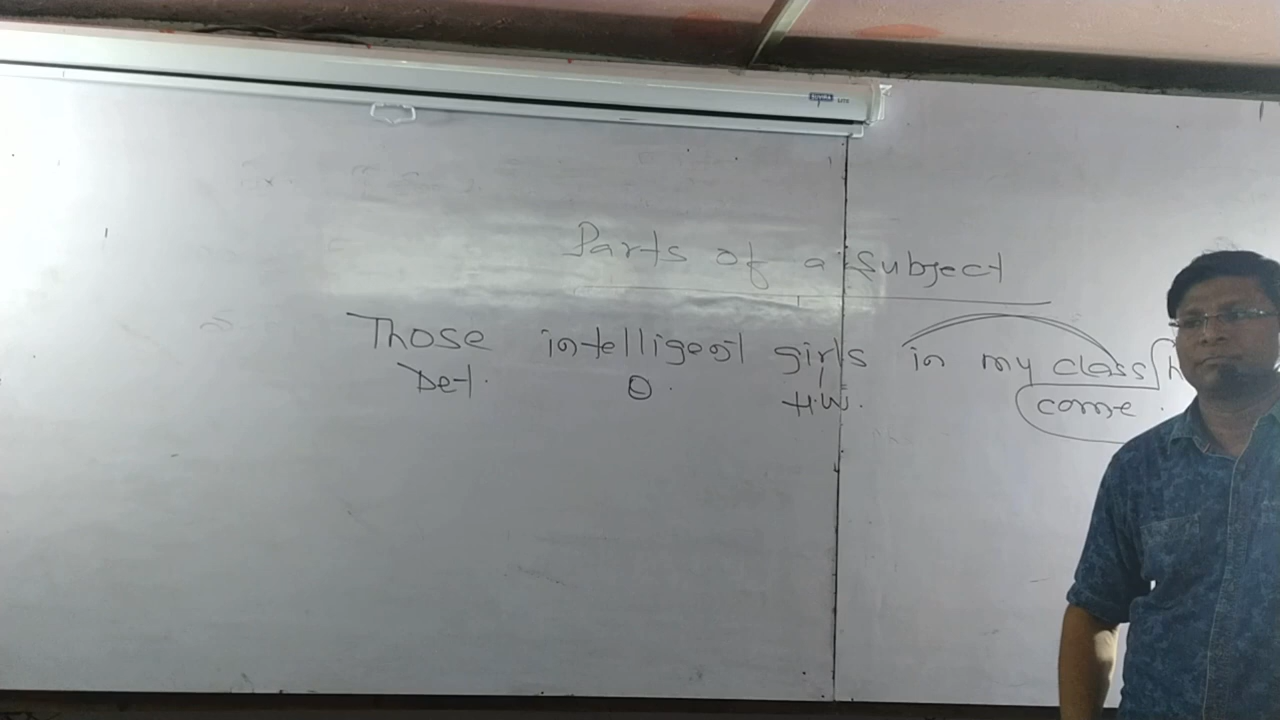 Parts of a Subject
Those intelligent girls in my class h
Det. O. H.W.
come.